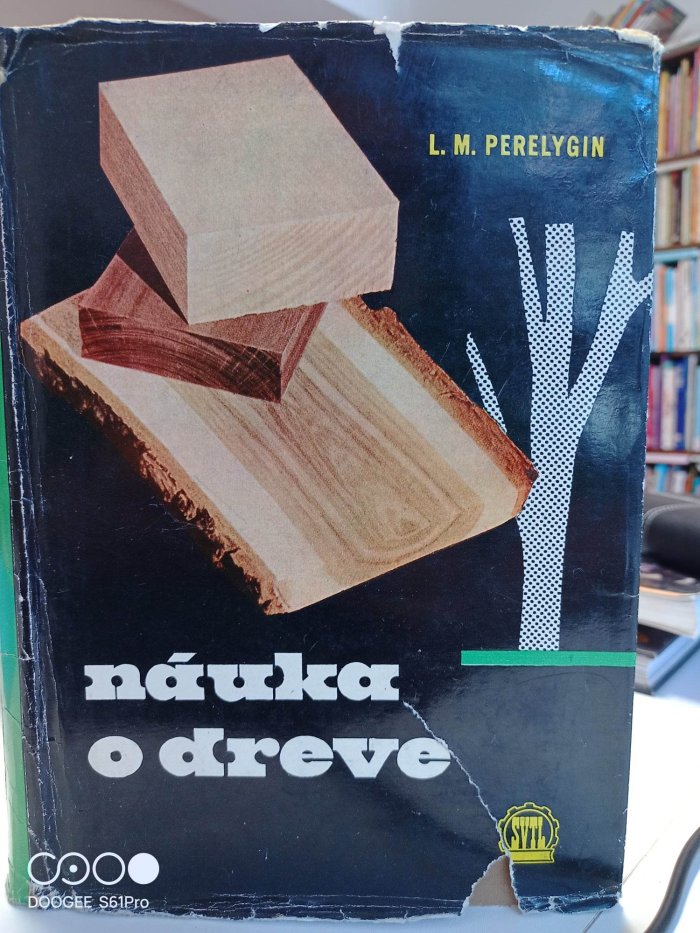 L. M. PERELYGIN
náuka
o dreve
SVTL
DOOGEE S61Pro